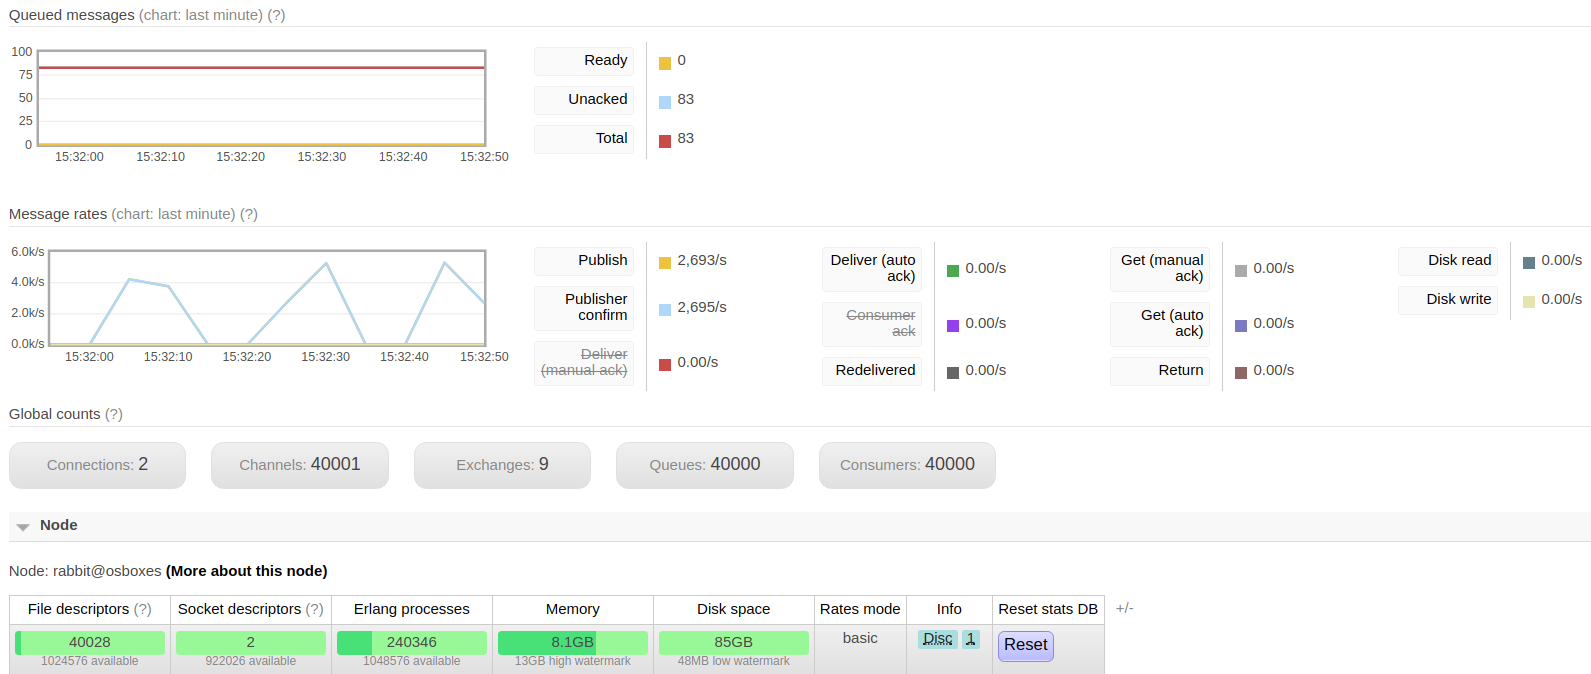 Queued messages (chart: last minute) (?)
100
75
50
25
0
15:32:00 15:32:10 15:32:20 15:32:30 15:32:40 15:32:50
Ready 0
Unacked 83
Total 83
Message rates (chart: last minute) (?)
6.0k/s
4.0k/s
2.0k/s
0.0k/s
15:32:00 15:32:10 15:32:20 15:32:30 15:32:40 15:32:50
Publish 2,693/s
Publisher
confirm 2,695/s
Deliver
(manual ack) 0.00/s
Deliver (auto
ack) 0.00/s
Consumer
ack 0.00/s
Redelivered 0.00/s
Get (manual
ack) 0.00/s
Get (auto
ack) 0.00/s
Return 0.00/s
Disk read 0.00/s
Disk write 0.00/s
Global counts (?)
Connections: 2 Channels: 40001 Exchanges: 9 Queues: 40000 Consumers: 40000
Node
Node: rabbit@osboxes (More about this node)
File descriptors (?) Socket descriptors (?) Erlang processes Memory Disk space Rates mode Info Reset stats DB +/-
40028 2 240346 8.1GB 85GB basic Disc 1 Reset
1024576 available 922026 available 1048576 available 13GB high watermark 48MB low watermark